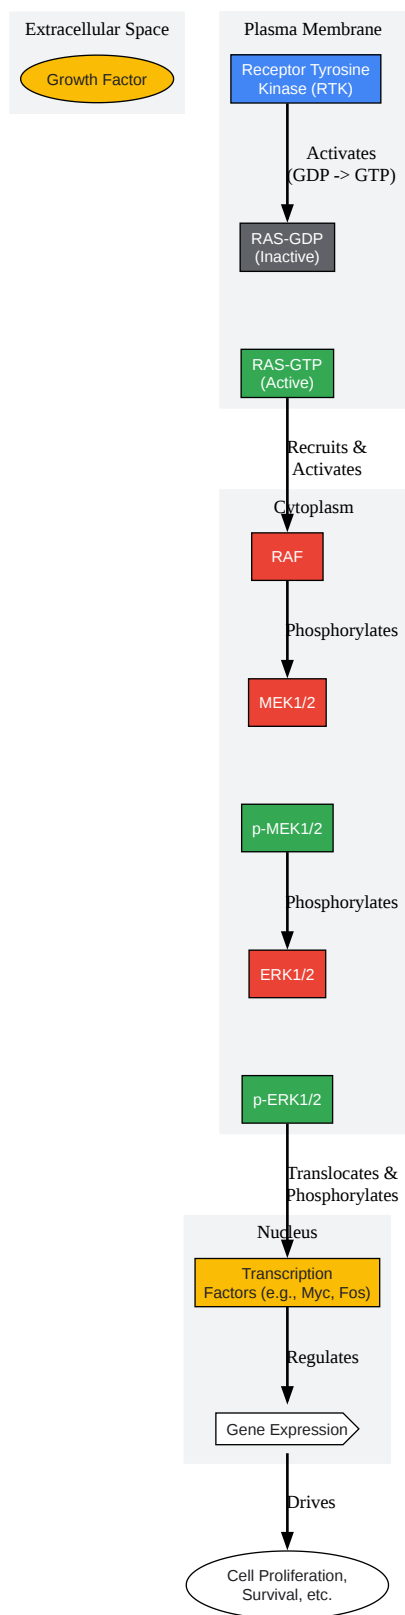 Extracellular Space
Growth Factor
Plasma Membrane
Receptor Tyrosine
Kinase (RTK)
Activates
(GDP -> GTP)
RAS-GDP
(Inactive)
RAS-GTP
(Active)
Recruits &
Activates
Cytoplasm
RAF
Phosphorylates
MEK1/2
p-MEK1/2
Phosphorylates
ERK1/2
p-ERK1/2
Translocates &
Phosphorylates
Nucleus
Transcription
Factors (e.g., Myc, Fos)
Regulates
Gene Expression
Drives
Cell Proliferation,
Survival, etc.